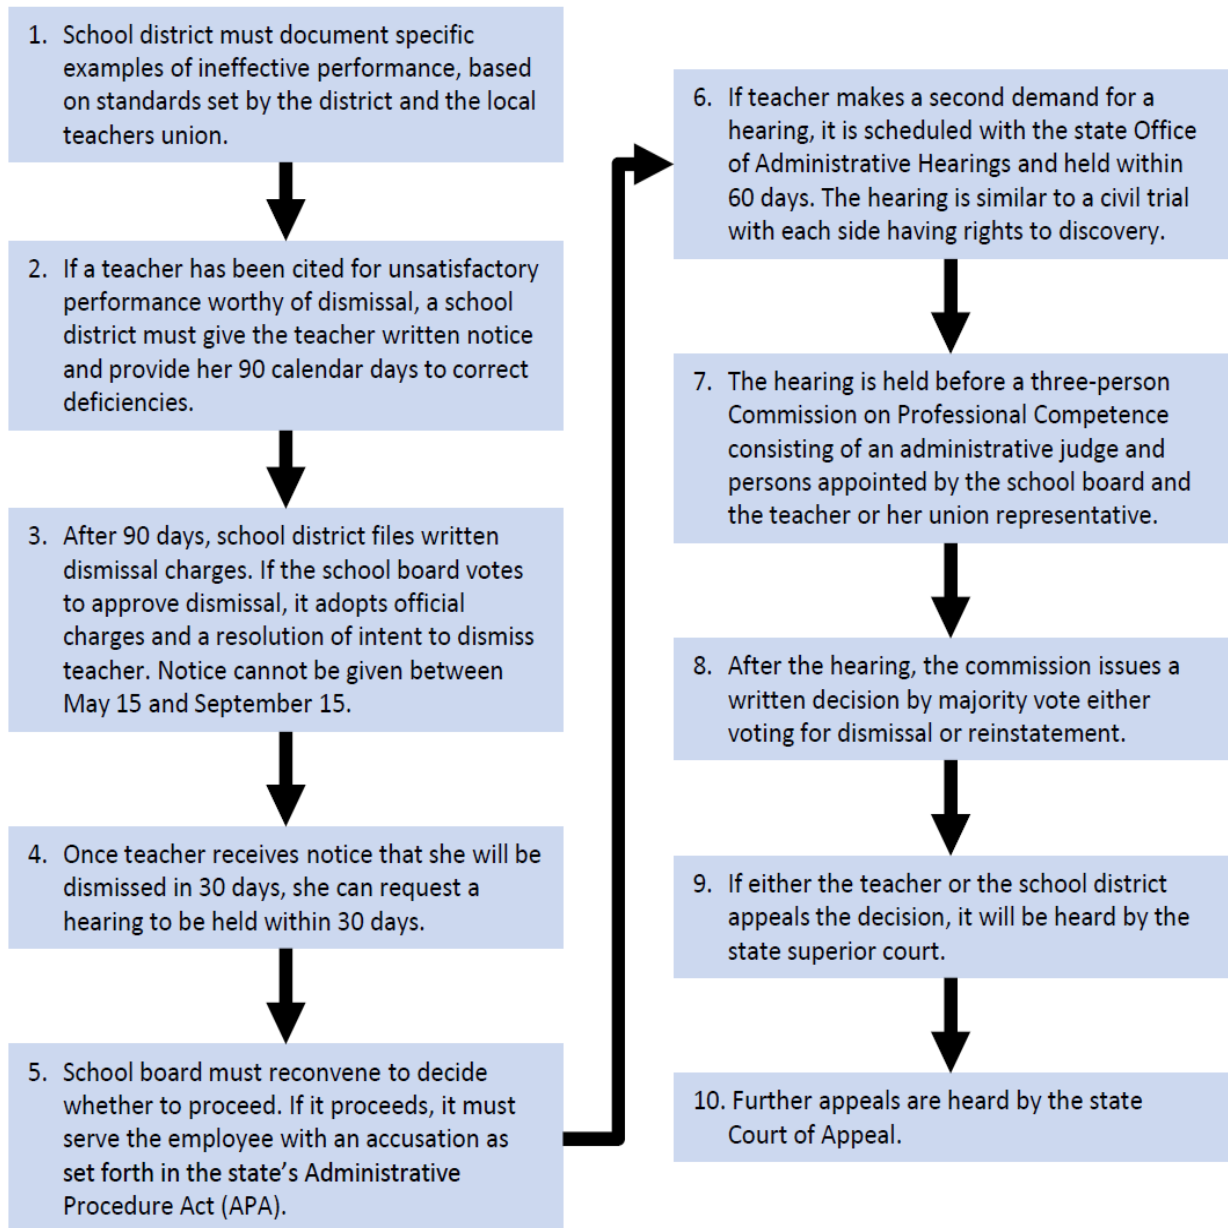 1. School district must document specific
examples of ineffective performance, based
on standards set by the district and the local
teachers union.
2. If a teacher has been cited for unsatisfactory
performance worthy of dismissal, a school
district must give the teacher written notice
and provide her 90 calendar days to correct
deficiencies.
3. After 90 days, school district files written
dismissal charges. If the school board votes
to approve dismissal, it adopts official
charges and a resolution of intent to dismiss
teacher. Notice cannot be given between
May 15 and September 15.
4. Once teacher receives notice that she will be
dismissed in 30 days, she can request a
hearing to be held within 30 days.
5. School board must reconvene to decide
whether to proceed. If it proceeds, it must
serve the employee with an accusation as
set forth in the state’s Administrative
Procedure Act (APA).
6. If teacher makes a second demand for a
hearing, it is scheduled with the state Office
of Administrative Hearings and held within
60 days. The hearing is similar to a civil trial
with each side having rights to discovery.
7. The hearing is held before a three-person
Commission on Professional Competence
consisting of an administrative judge and
persons appointed by the school board and
the teacher or her union representative.
8. After the hearing, the commission issues a
written decision by majority vote either
voting for dismissal or reinstatement.
9. If either the teacher or the school district
appeals the decision, it will be heard by the
state superior court.
10. Further appeals are heard by the state
Court of Appeal.